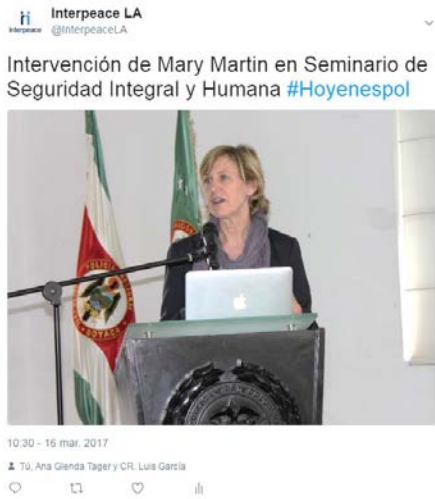 Interpeace LA
@InterpeaceLA
Interpeace
Intervención de Mary Martin en Seminario de
Seguridad Integral y Humana #Hoyenespol
10:30 - 16 mar. 2017
Tú, Ana Glenda Tager y CR. Luis García